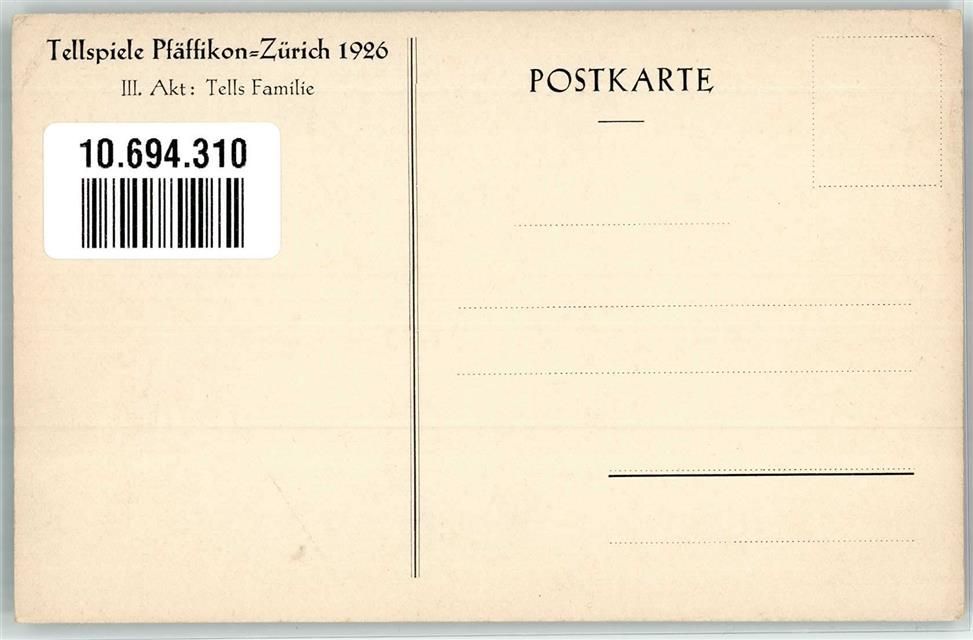 Tellspiele Pfäffikon=Zürich 1926
III. Akt: Tells Familie
10.694.310
POSTKARTE